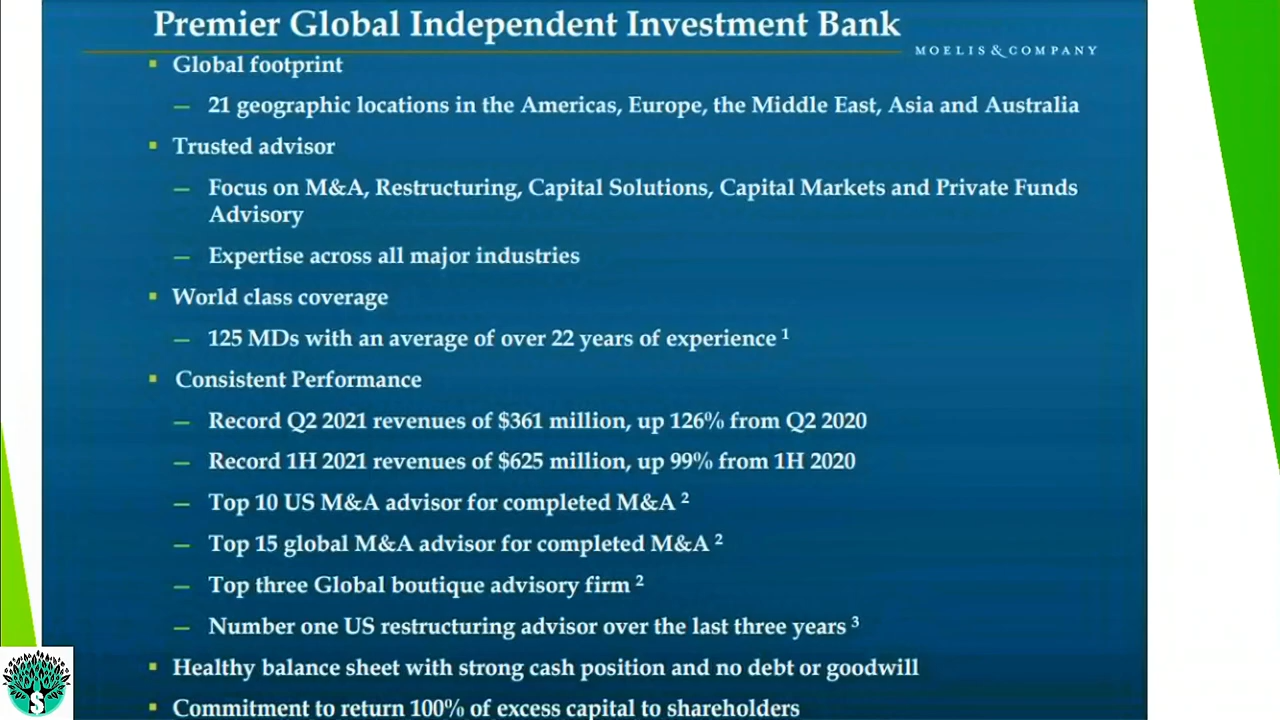 Premier Global Independent Investment Bank
MOELIS & COMPANY
Global footprint
— 21 geographic locations in the Americas, Europe, the Middle East, Asia and Australia
Trusted advisor
— Focus on M&A, Restructuring, Capital Solutions, Capital Markets and Private Funds
Advisory
— Expertise across all major industries
World class coverage
— 125 MDs with an average of over 22 years of experience ¹
Consistent Performance
— Record Q2 2021 revenues of $361 million, up 126% from Q2 2020
— Record 1H 2021 revenues of $625 million, up 99% from 1H 2020
— Top 10 US M&A advisor for completed M&A ²
— Top 15 global M&A advisor for completed M&A ²
— Top three Global boutique advisory firm ²
— Number one US restructuring advisor over the last three years ³
Healthy balance sheet with strong cash position and no debt or goodwill
Commitment to return 100% of excess capital to shareholders
$